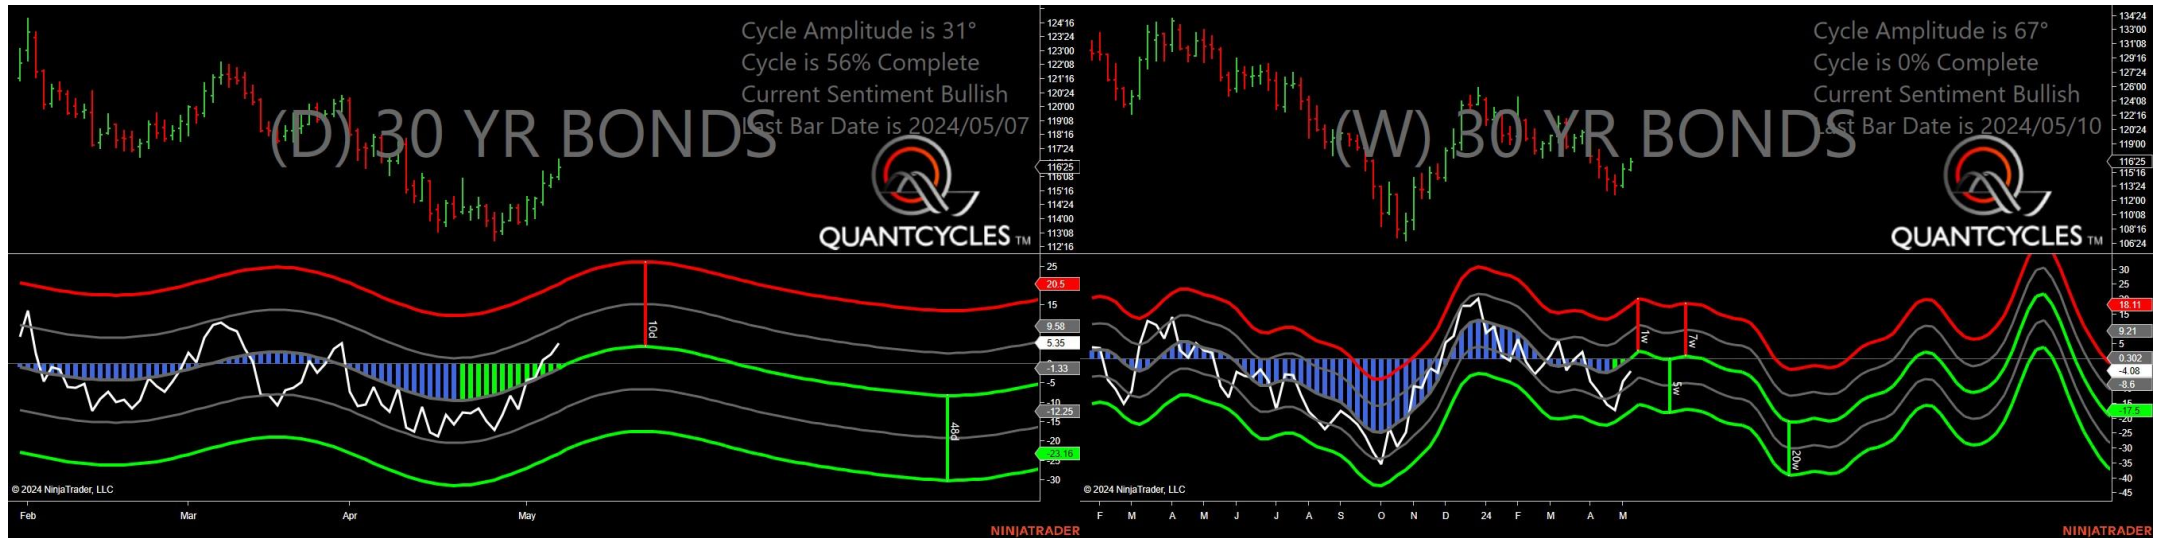 Cycle Amplitude is 31°
Cycle is 56% Complete
Current Sentiment Bullish
Last Bar Date is 2024/05/07
(D) 30 YR BONDS
QUANTCYCLES TM
124'16
123'24
123'00
122'08
121'16
120'24
120'00
119'08
118'16
117'24
116'25
116'08
115'16
114'24
114'00
113'08
112'16
25
20.5
15
9.58
5.35
-1.33
-5
-10
-12.25
-15
-20
-23.16
-25
-30
10d
48d
© 2024 NinjaTrader, LLC
Feb Mar Apr May
NINJATRADER
Cycle Amplitude is 67°
Cycle is 0% Complete
Current Sentiment Bullish
Last Bar Date is 2024/05/10
(W) 30 YR BONDS
QUANTCYCLES TM
134'24
133'00
131'08
129'16
127'24
126'00
124'08
122'16
120'24
119'00
116'25
115'16
113'24
112'00
110'08
108'16
106'24
30
25
18.11
15
9.21
5
0.302
-4.08
-8.6
-17.5
-20
-25
-30
-35
-40
-45
1w
7w
5w
20w
© 2024 NinjaTrader, LLC
F M A M J J A S O N D 24 F M A M
NINJATRADER